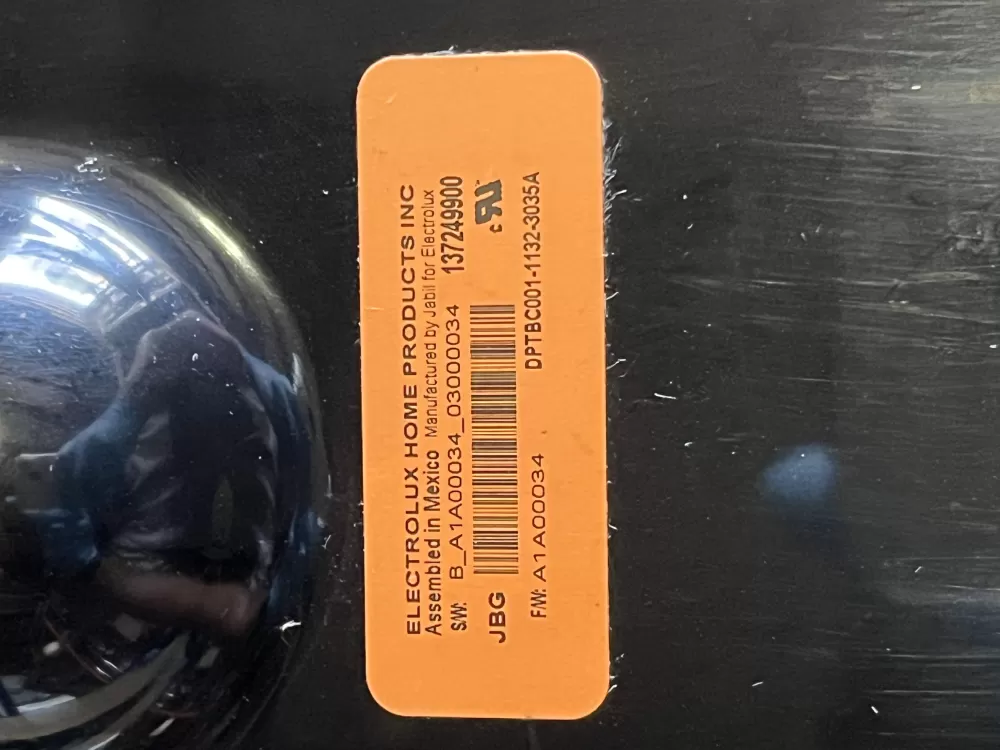 ELECTROLUX HOME PRODUCTS INC
Assembled in Mexico Manufactured by Jabil for Electrolux
S/W: B_A1A00034_03000034 137249900
JBG
c RU
F/W: A1A00034 DPTBC001-1132-3035A